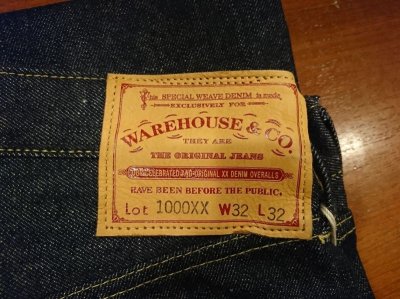 This SPECIAL WEAVE DENIM is made
EXCLUSIVELY FOR
WAREHOUSE & CO.
THEY ARE
THE ORIGINAL JEANS
CELEBRATED AND ORIGINAL XX DENIM OVERALLS
HAVE BEEN BEFORE THE PUBLIC.
Lot 1000XX W32 L32